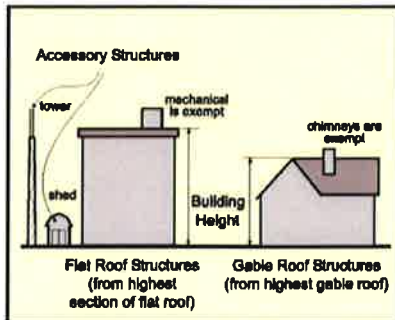 Accessory Structures
tower
mechanical
is exempt
chimneys are
exempt
shed
Building
Height
Flat Roof Structures
(from highest
section of flat roof)
Gable Roof Structures
(from highest gable roof)